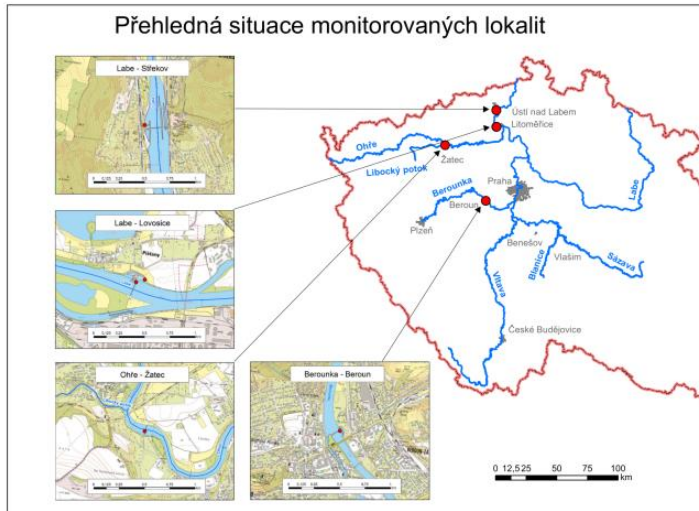 Přehledná situace monitorovaných lokalit
Labe - Střekov
Labe - Lovosice
Ohře - Žatec
Berounka - Beroun
Ústí nad Labem
Litoměřice
Ohře
Žatec
Libocký potok
Labe
Praha
Berounka
Beroun
Plzeň
Benešov
Vlašim
Blanice
Sázava
Vltava
České Budějovice
0 12,5 25 50 75 100
km